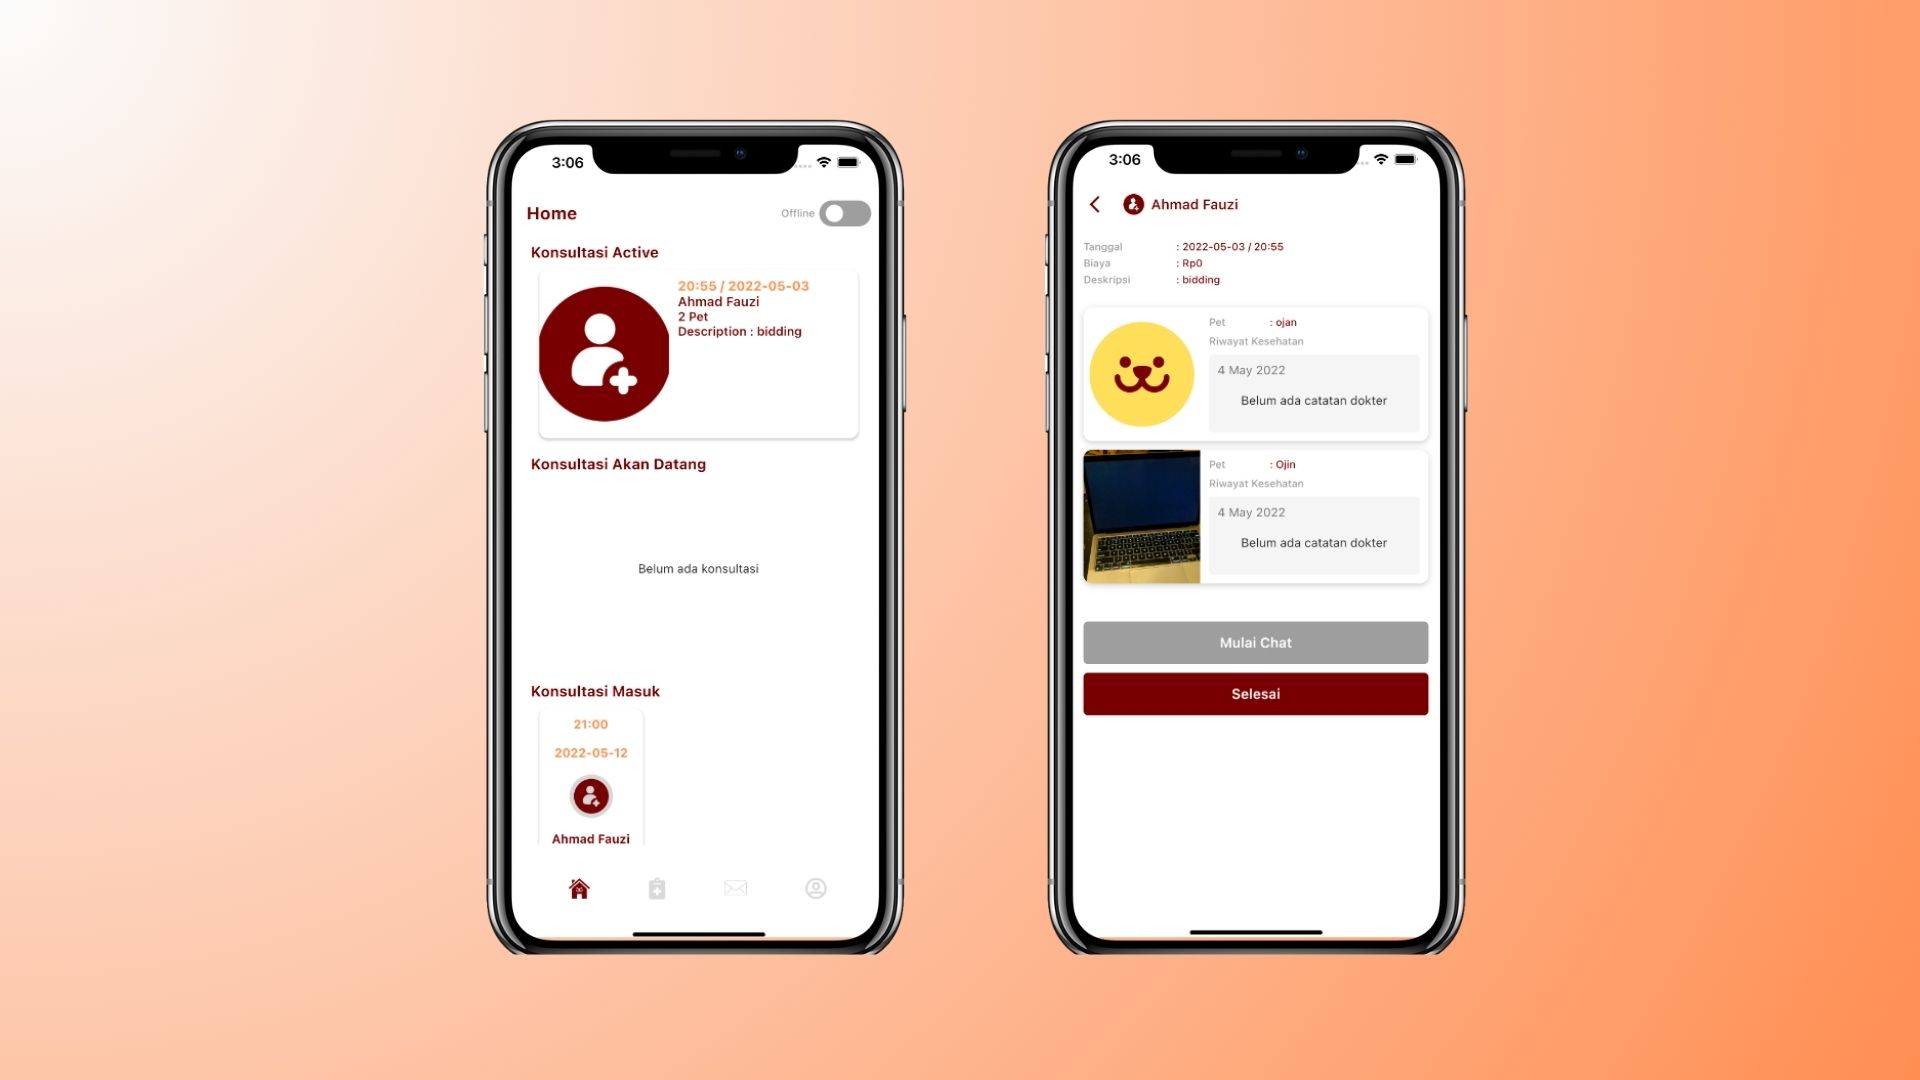 3:06
Home
Offline
Konsultasi Active
20:55 / 2022-05-03
Ahmad Fauzi
2 Pet
Description : bidding
Konsultasi Akan Datang
Belum ada konsultasi
Konsultasi Masuk
21:00
2022-05-12
Ahmad Fauzi
3:06
Ahmad Fauzi
Tanggal : 2022-05-03 / 20:55
Biaya : Rp0
Deskripsi : bidding
Pet : ojan
Riwayat Kesehatan
4 May 2022
Belum ada catatan dokter
Pet : Ojin
Riwayat Kesehatan
4 May 2022
Belum ada catatan dokter
Mulai Chat
Selesai